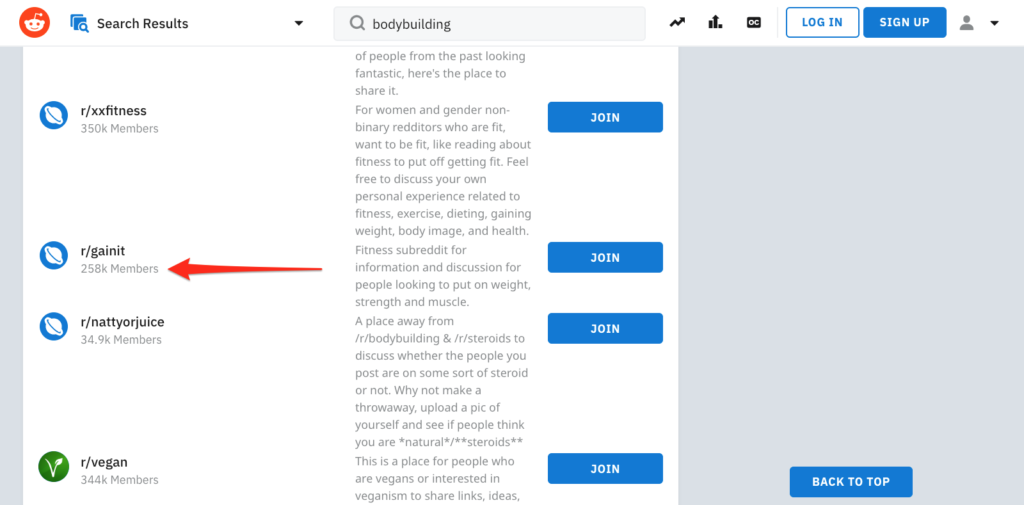 Search Results
bodybuilding
OC
LOG IN
SIGN UP
of people from the past looking
fantastic, here's the place to
share it.
r/xxfitness
350k Members
For women and gender non-
binary redditors who are fit,
want to be fit, like reading about
fitness to put off getting fit. Feel
free to discuss your own
personal experience related to
fitness, exercise, dieting, gaining
weight, body image, and health.
JOIN
r/gainit
258k Members
Fitness subreddit for
information and discussion for
people looking to put on weight,
strength and muscle.
JOIN
r/nattyorjuice
34.9k Members
A place away from
/r/bodybuilding & /r/steroids to
discuss whether the people you
post are on some sort of steroid
or not. Why not make a
throwaway, upload a pic of
yourself and see if people think
you are *natural*/**steroids**
JOIN
r/vegan
344k Members
This is a place for people who
are vegans or interested in
veganism to share links, ideas,
JOIN
BACK TO TOP